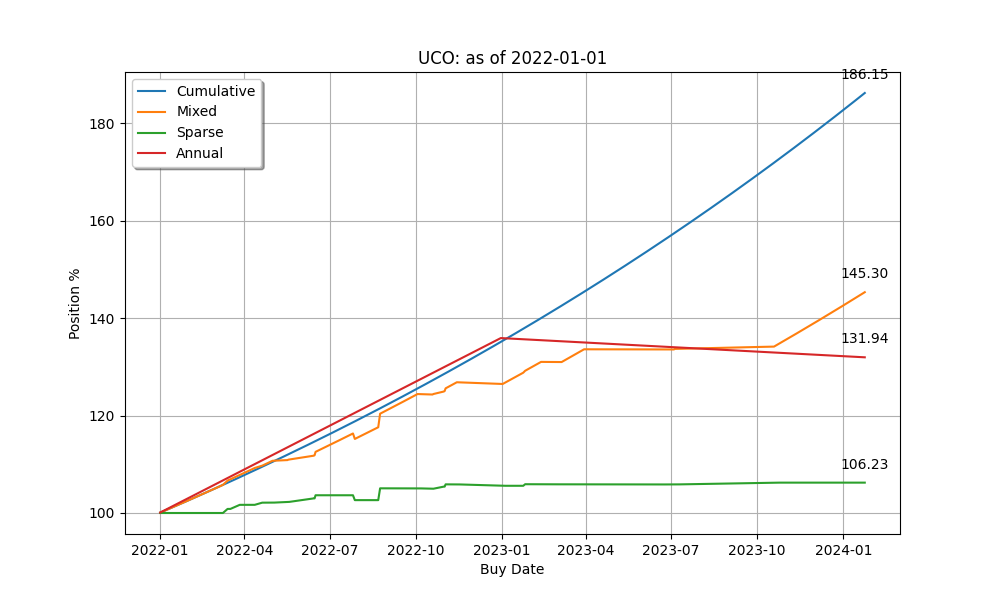 UCO: as of 2022-01-01
186.15
Cumulative
Mixed
Sparse
Annual
180
160
145.30
140
131.94
120
106.23
100
Position %
2022-01 2022-04 2022-07 2022-10 2023-01 2023-04 2023-07 2023-10 2024-01
Buy Date